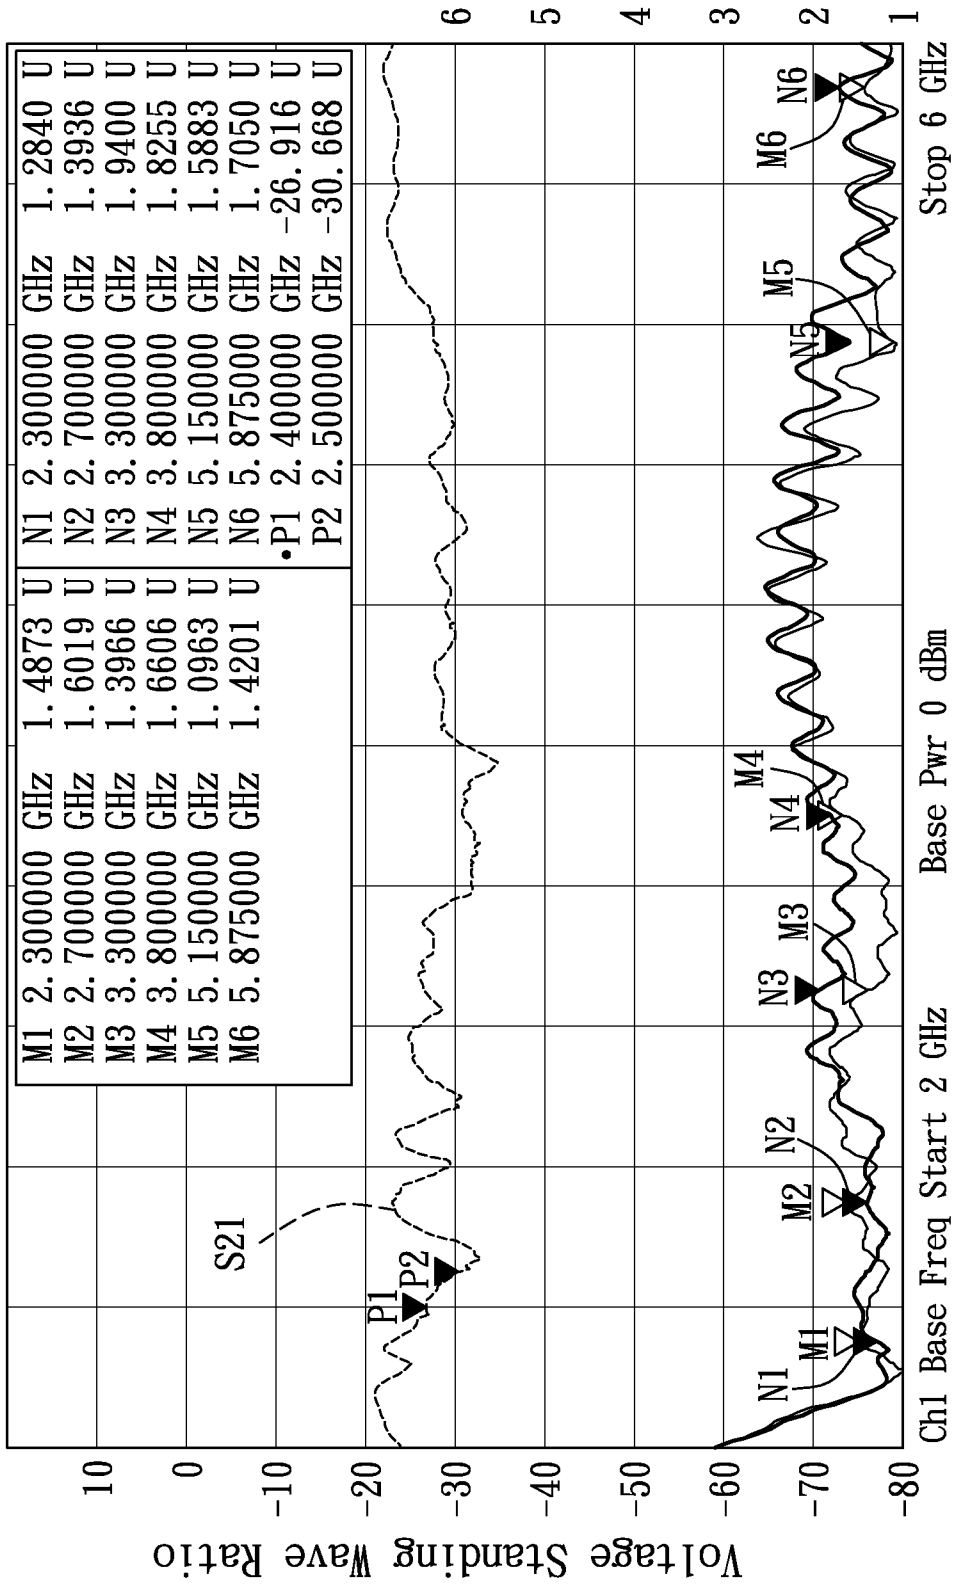 Voltage Standing Wave Ratio
10
0
-10
-20
-30
-40
-50
-60
-70
-80
M1 2.300000 GHz 1.4873 U
M2 2.700000 GHz 1.6019 U
M3 3.300000 GHz 1.3966 U
M4 3.800000 GHz 1.6606 U
M5 5.150000 GHz 1.0963 U
M6 5.875000 GHz 1.4201 U
N1 2.300000 GHz 1.2840 U
N2 2.700000 GHz 1.3936 U
N3 3.300000 GHz 1.9400 U
N4 3.800000 GHz 1.8255 U
N5 5.150000 GHz 1.5883 U
N6 5.875000 GHz 1.7050 U
•P1 2.400000 GHz -26.916 U
P2 2.500000 GHz -30.668 U
S21
P1
P2
N1
M1
M2
N2
N3
M3
N4
M4
N5
M5
M6
N6
6
5
4
3
2
1
Ch1 Base Freq Start 2 GHz
Base Pwr 0 dBm
Stop 6 GHz